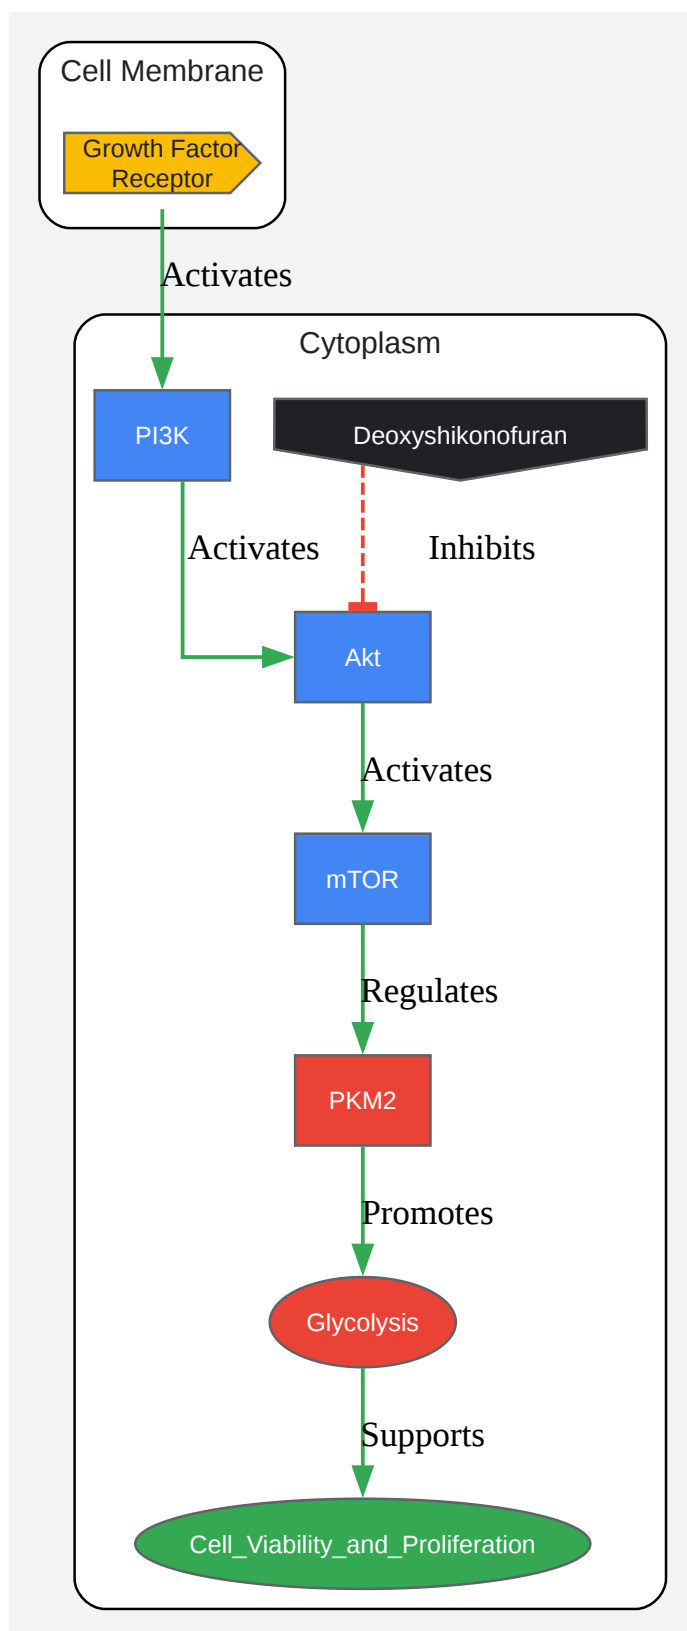 Cell Membrane
Growth Factor
Receptor
Activates
Cytoplasm
PI3K
Deoxyshikonofuran
Activates
Inhibits
Akt
Activates
mTOR
Regulates
PKM2
Promotes
Glycolysis
Supports
Cell_Viability_and_Proliferation